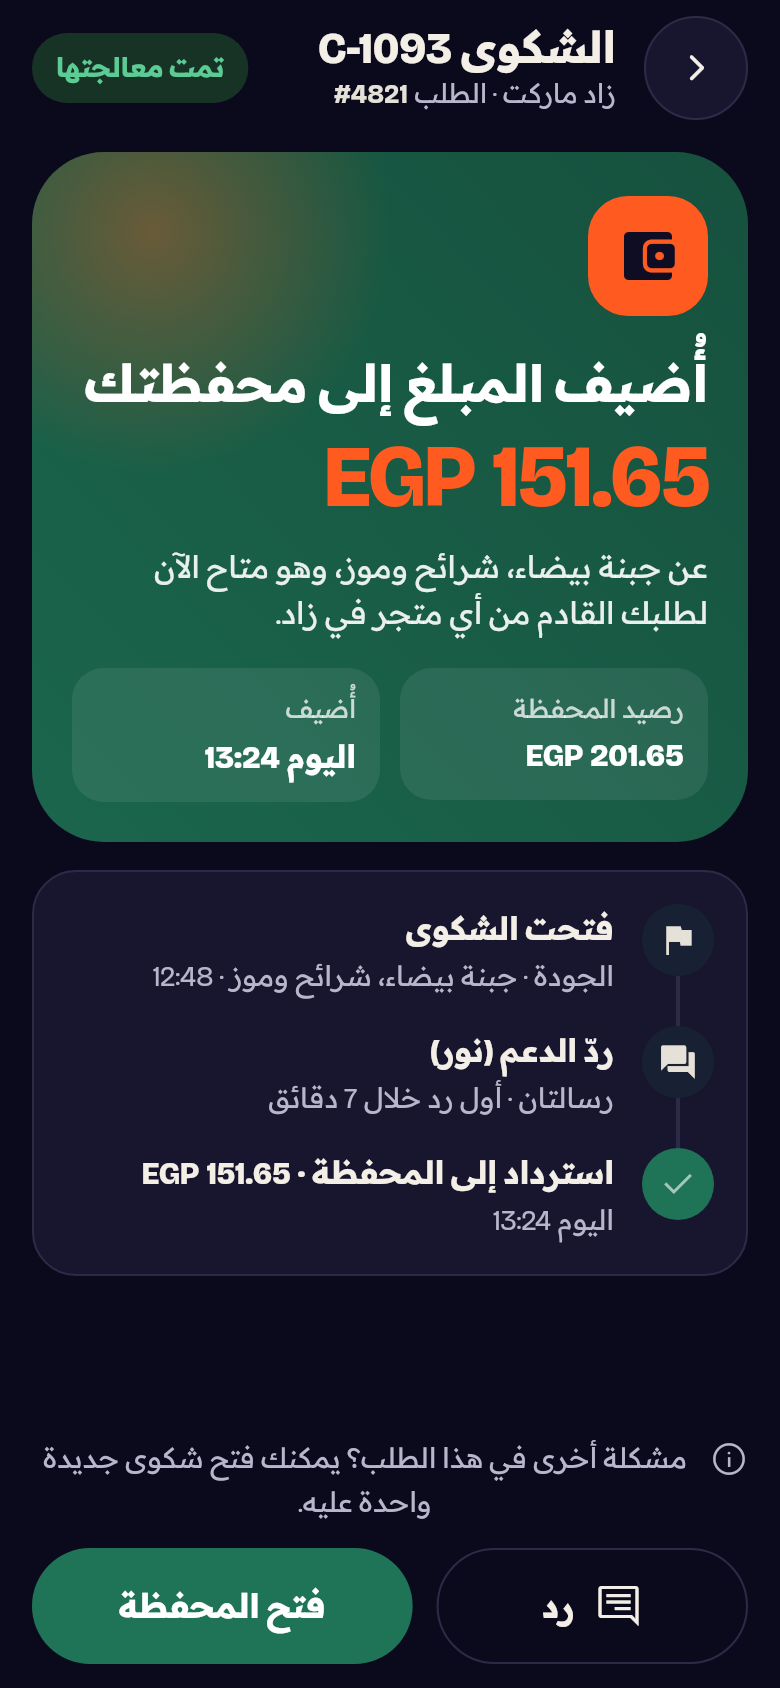 الشكوى C-1093
زاد ماركت · الطلب #4821
تمت معالجتها
أُضيف المبلغ إلى محفظتك
EGP 151.65
عن جبنة بيضاء، شرائح وموز، وهو متاح الآن
لطلبك القادم من أي متجر في زاد.
رصيد المحفظة
EGP 201.65
أُضيف
اليوم 13:24
فتحت الشكوى
الجودة · جبنة بيضاء، شرائح وموز · 12:48
ردّ الدعم (نور)
رسالتان · أول رد خلال 7 دقائق
استرداد إلى المحفظة · EGP 151.65
اليوم 13:24
مشكلة أخرى في هذا الطلب؟ يمكنك فتح شكوى جديدة
واحدة عليه.
رد
فتح المحفظة